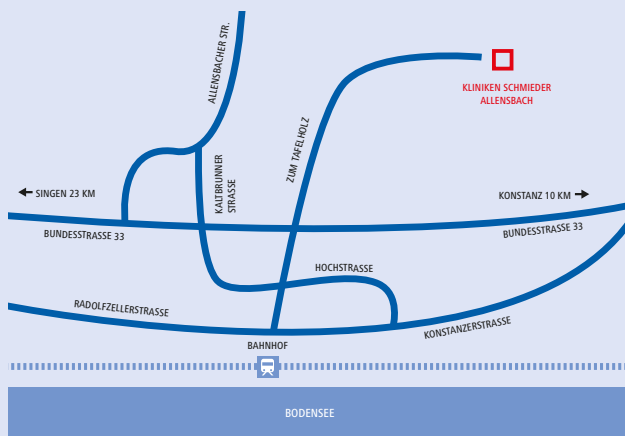 ALLENSBACHER STR.
KLINIKEN SCHMIEDER
ALLENSBACH
ZUM TAFELHOLZ
KALTBRUNNER
STRASSE
SINGEN 23 KM
KONSTANZ 10 KM
BUNDESSTRASSE 33
BUNDESSTRASSE 33
HOCHSTRASSE
RADOLFZELLERSTRASSE
KONSTANZERSTRASSE
BAHNHOF
BODENSEE